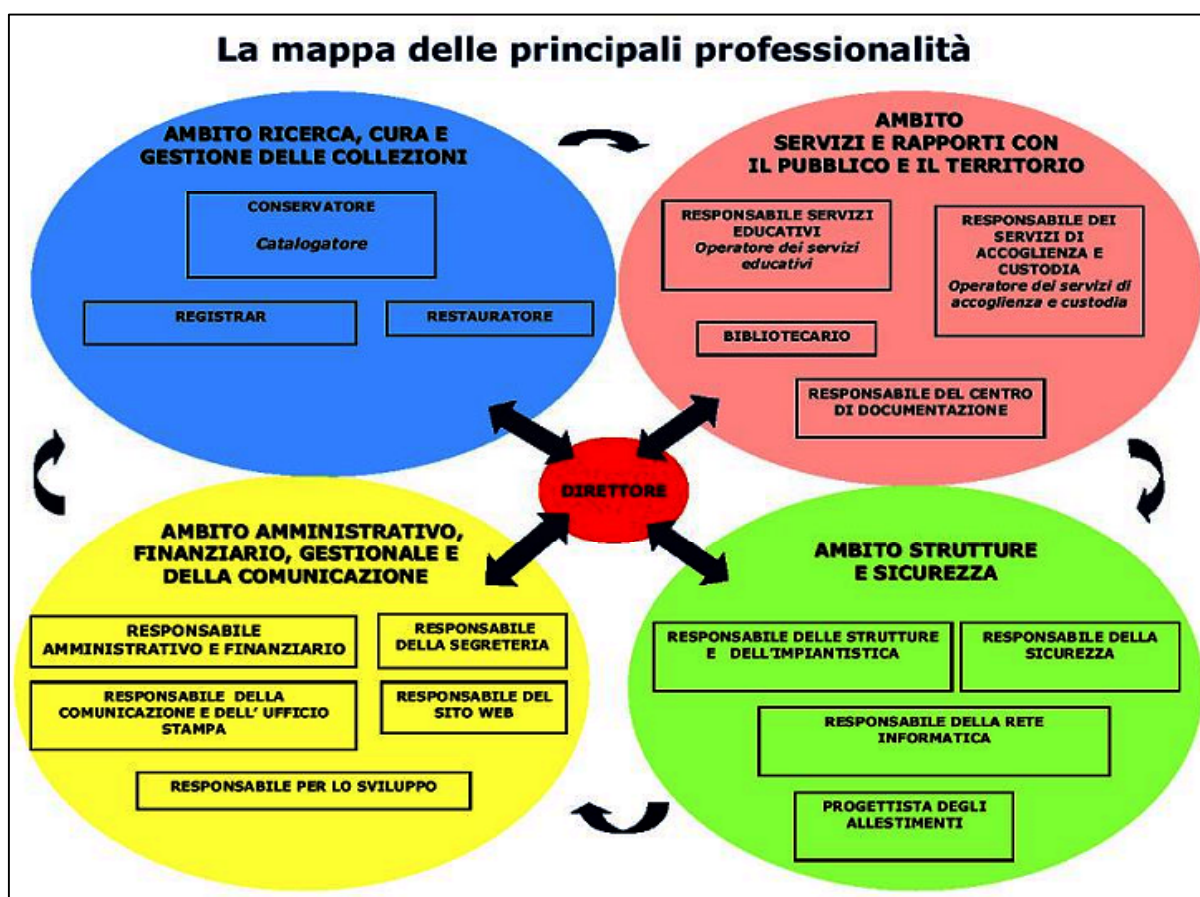 La mappa delle principali professionalità
AMBITO RICERCA, CURA E
GESTIONE DELLE COLLEZIONI
CONSERVATORE
Catalogatore
REGISTRAR
RESTAURATORE
AMBITO
SERVIZI E RAPPORTI CON
IL PUBBLICO E IL TERRITORIO
RESPONSABILE SERVIZI
EDUCATIVI
Operatore dei servizi
educativi
RESPONSABILE DEI
SERVIZI DI
ACCOGLIENZA E
CUSTODIA
Operatore dei servizi di
accoglienza e custodia
BIBLIOTECARIO
RESPONSABILE DEL CENTRO
DI DOCUMENTAZIONE
DIRETTORE
AMBITO AMMINISTRATIVO,
FINANZIARIO, GESTIONALE E
DELLA COMUNICAZIONE
RESPONSABILE
AMMINISTRATIVO E FINANZIARIO
RESPONSABILE
DELLA SEGRETERIA
RESPONSABILE DELLA
COMUNICAZIONE E DELL' UFFICIO
STAMPA
RESPONSABILE DEL
SITO WEB
RESPONSABILE PER LO SVILUPPO
AMBITO STRUTTURE
E SICUREZZA
RESPONSABILE DELLE STRUTTURE
E DELL'IMPIANTISTICA
RESPONSABILE DELLA
SICUREZZA
RESPONSABILE DELLA RETE
INFORMATICA
PROGETTISTA DEGLI
ALLESTIMENTI